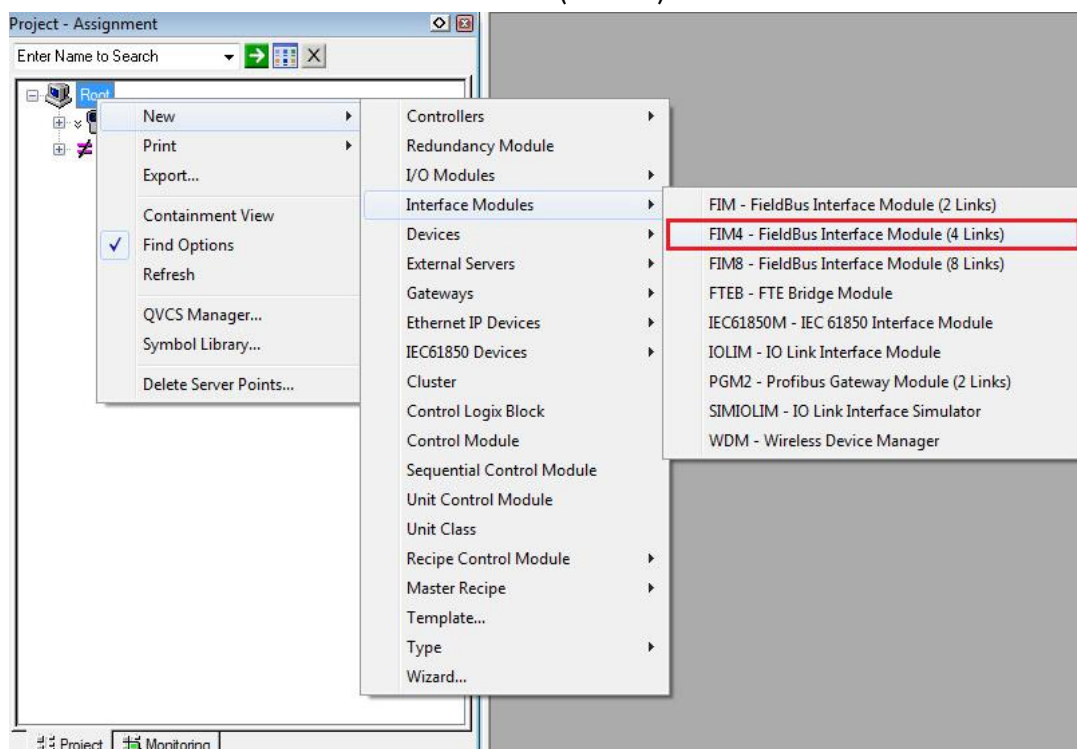 Project - Assignment
Enter Name to Search
Root
New
Print
Export...
Containment View
Find Options
Refresh
QVCS Manager...
Symbol Library...
Delete Server Points...
Controllers
Redundancy Module
I/O Modules
Interface Modules
Devices
External Servers
Gateways
Ethernet IP Devices
IEC61850 Devices
Cluster
Control Logix Block
Control Module
Sequential Control Module
Unit Control Module
Unit Class
Recipe Control Module
Master Recipe
Template...
Type
Wizard...
FIM - FieldBus Interface Module (2 Links)
FIM4 - FieldBus Interface Module (4 Links)
FIM8 - FieldBus Interface Module (8 Links)
FTEB - FTE Bridge Module
IEC61850M - IEC 61850 Interface Module
IOLIM - IO Link Interface Module
PGM2 - Profibus Gateway Module (2 Links)
SIMIOLIM - IO Link Interface Simulator
WDM - Wireless Device Manager
Project
Monitoring